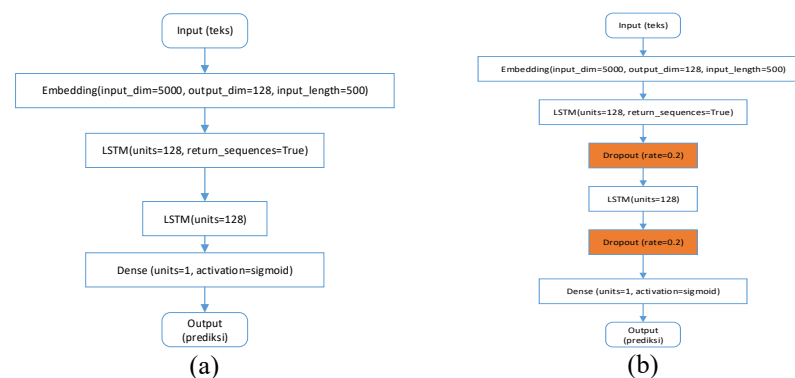 Input (teks)
Embedding(input_dim=5000, output_dim=128, input_length=500)
LSTM(units=128, return_sequences=True)
LSTM(units=128)
Dense (units=1, activation=sigmoid)
Output
(prediksi)
(a)
Input (teks)
Embedding(input_dim=5000, output_dim=128, input_length=500)
LSTM(units=128, return_sequences=True)
Dropout (rate=0.2)
LSTM(units=128)
Dropout (rate=0.2)
Dense (units=1, activation=sigmoid)
Output
(prediksi)
(b)